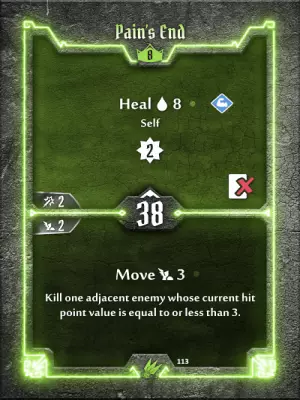 Pain's End
8
Heal 8
Self
2
2
38
2
Move 3
Kill one adjacent enemy whose current hit
point value is equal to or less than 3.
113